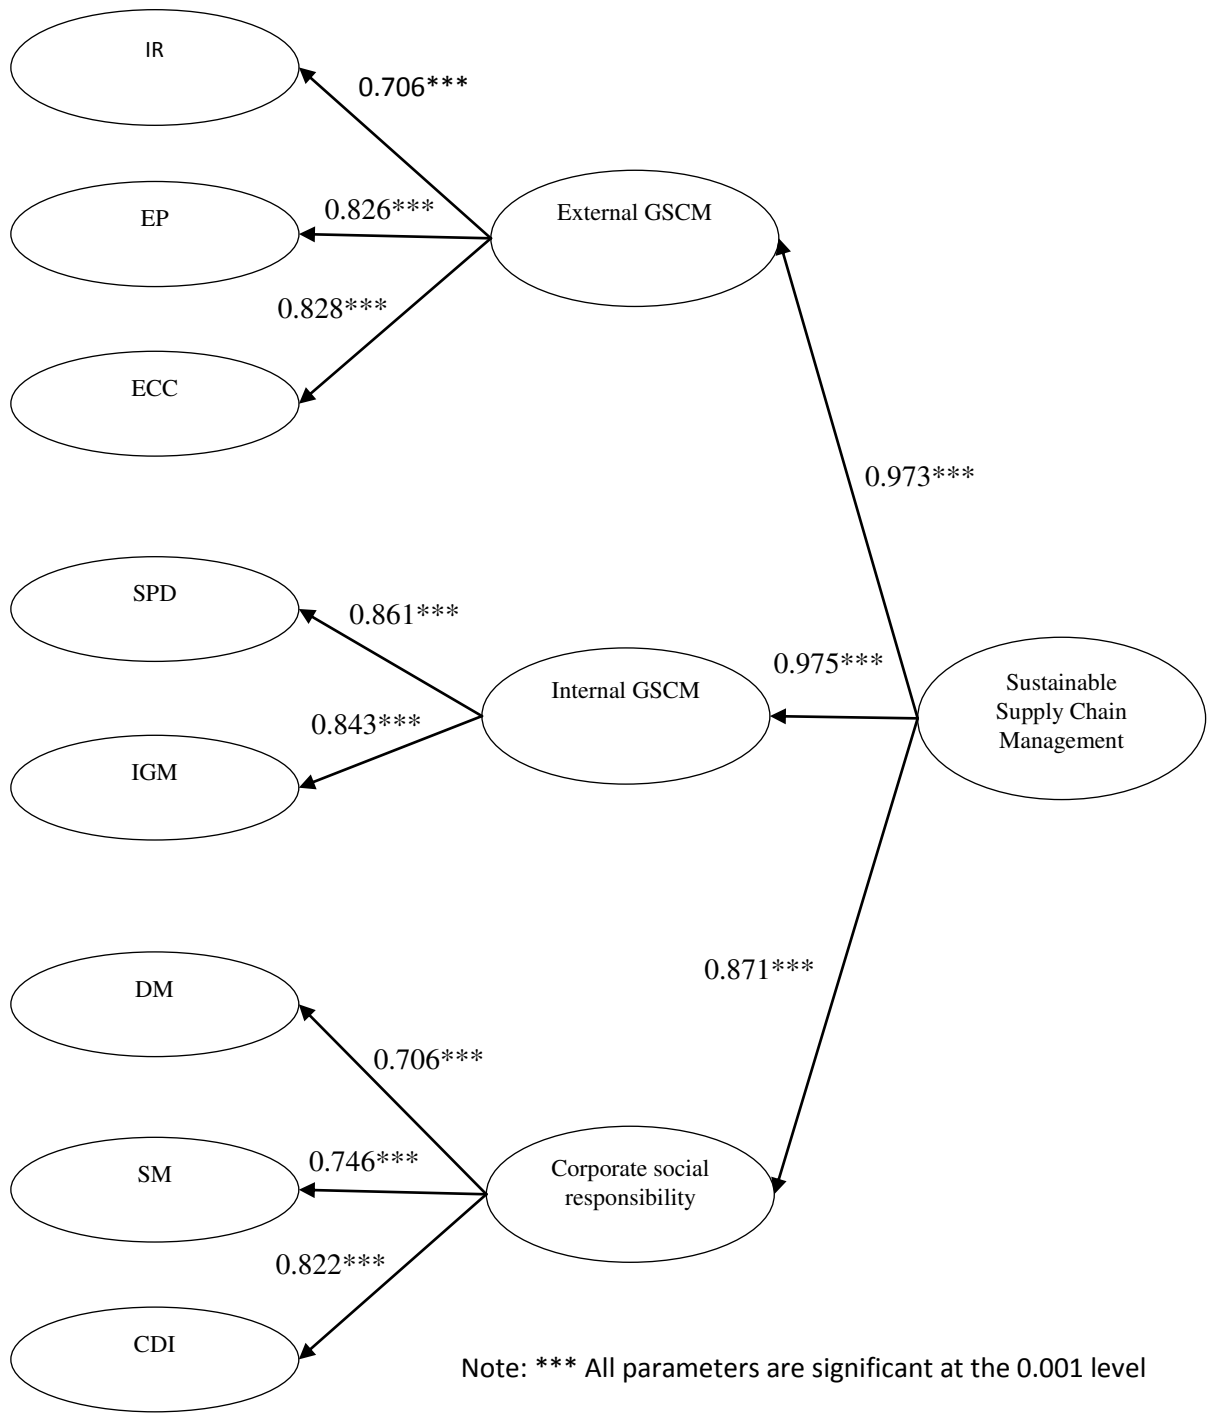 IR
0.706***
EP
0.826***
External GSCM
0.828***
ECC
0.973***
SPD
0.861***
0.975***
Internal GSCM
Sustainable
Supply Chain
Management
0.843***
IGM
0.871***
DM
0.706***
SM
0.746***
Corporate social
responsibility
0.822***
CDI
Note: *** All parameters are significant at the 0.001 level